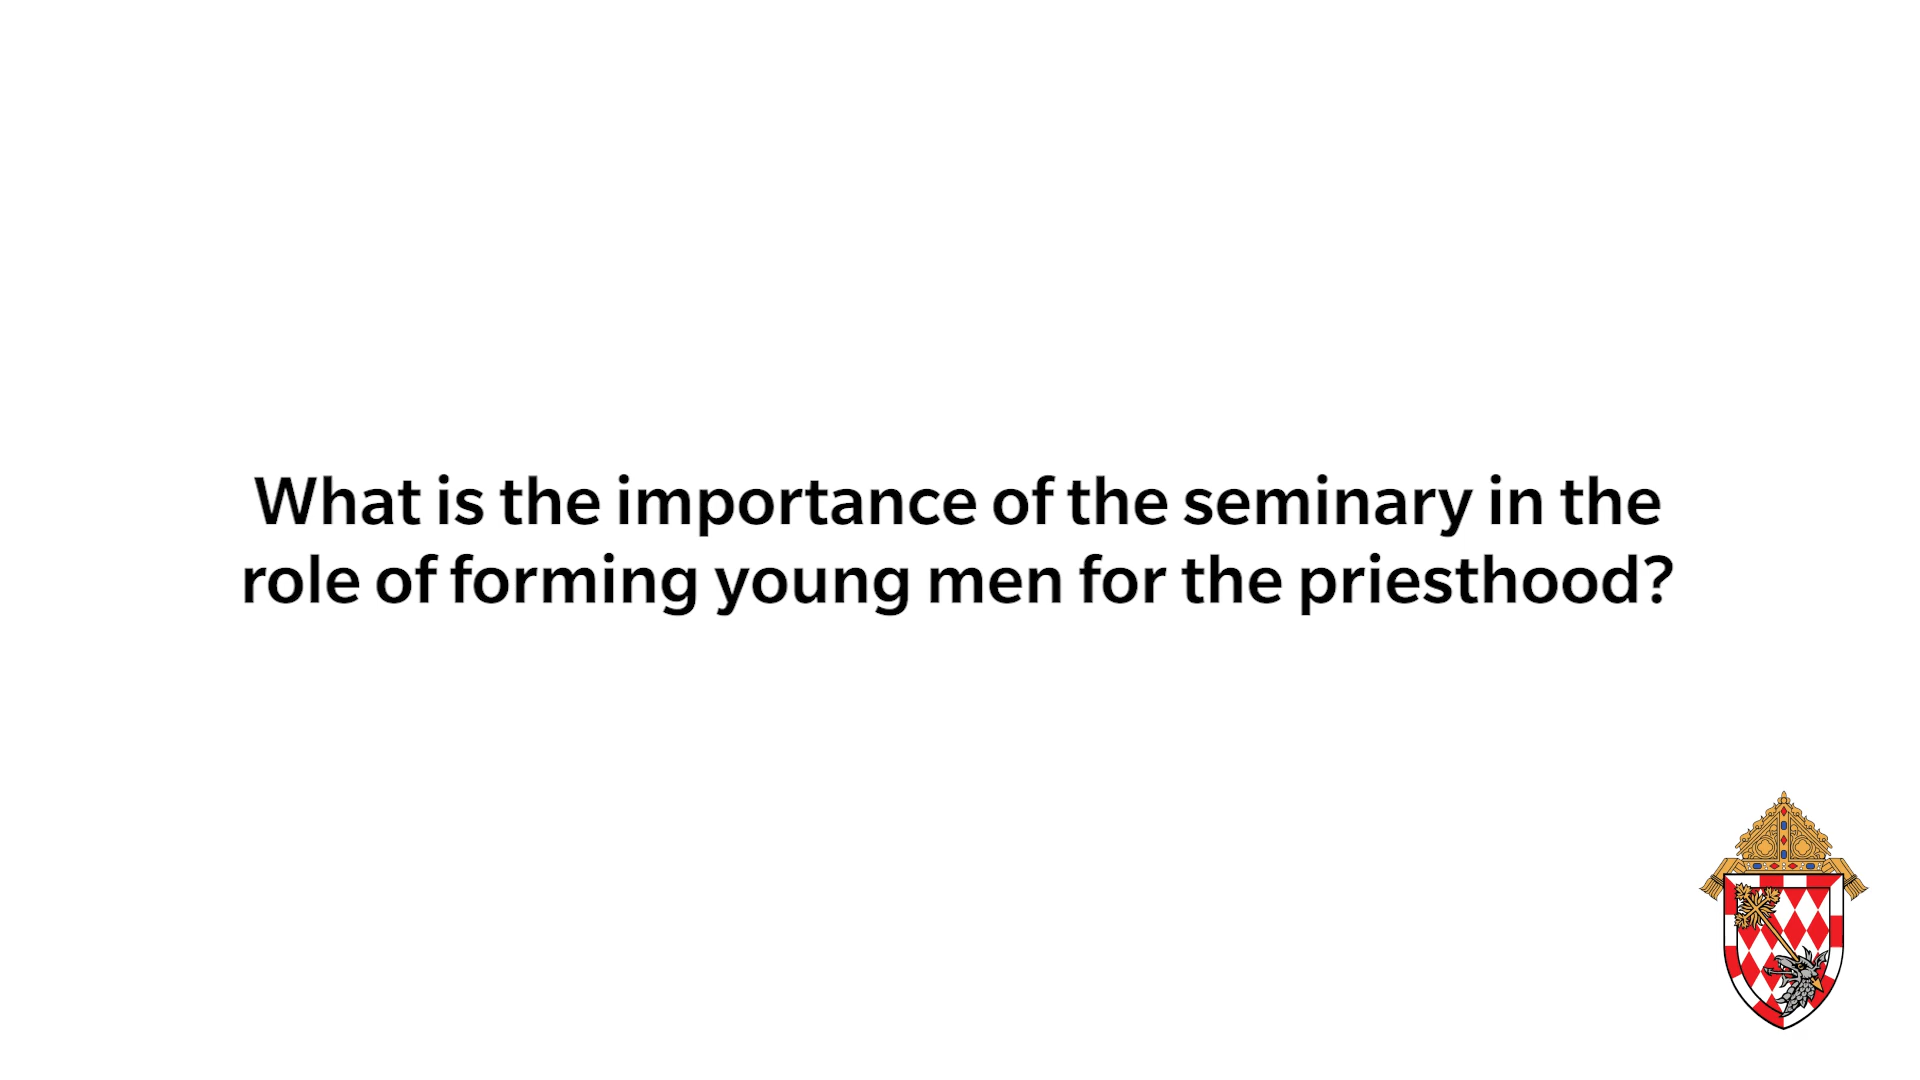 What is the importance of the seminary in the
role of forming young men for the priesthood?